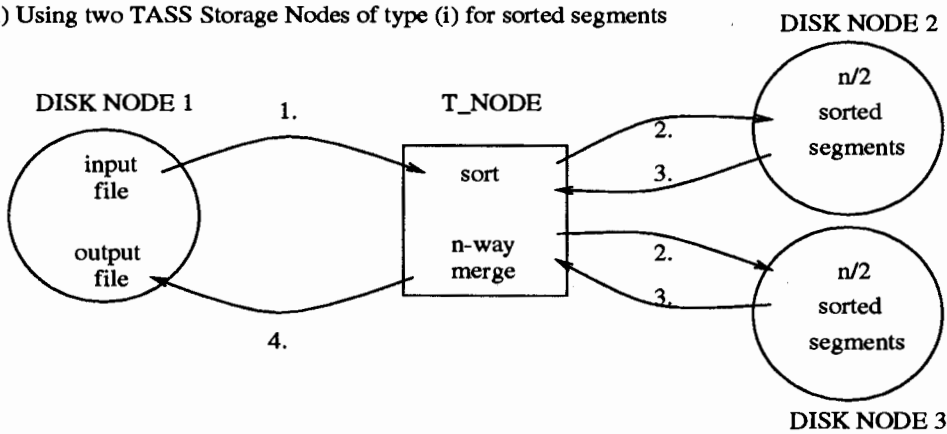 ) Using two TASS Storage Nodes of type (i) for sorted segments
DISK NODE 2
DISK NODE 1
1.
T_NODE
input
file
output
file
4.
sort
n-way
merge
2.
3.
2.
3.
n/2
sorted
segments
n/2
sorted
segments
DISK NODE 3